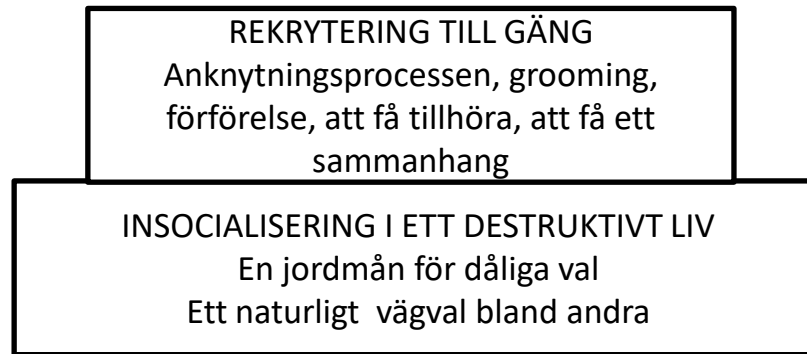 REKRYTERING TILL GÄNG
Anknytningsprocessen, grooming,
förförelse, att få tillhöra, att få ett
sammanhang
INSOCIALISERING I ETT DESTRUKTIVT LIV
En jordmån för dåliga val
Ett naturligt  vägval bland andra